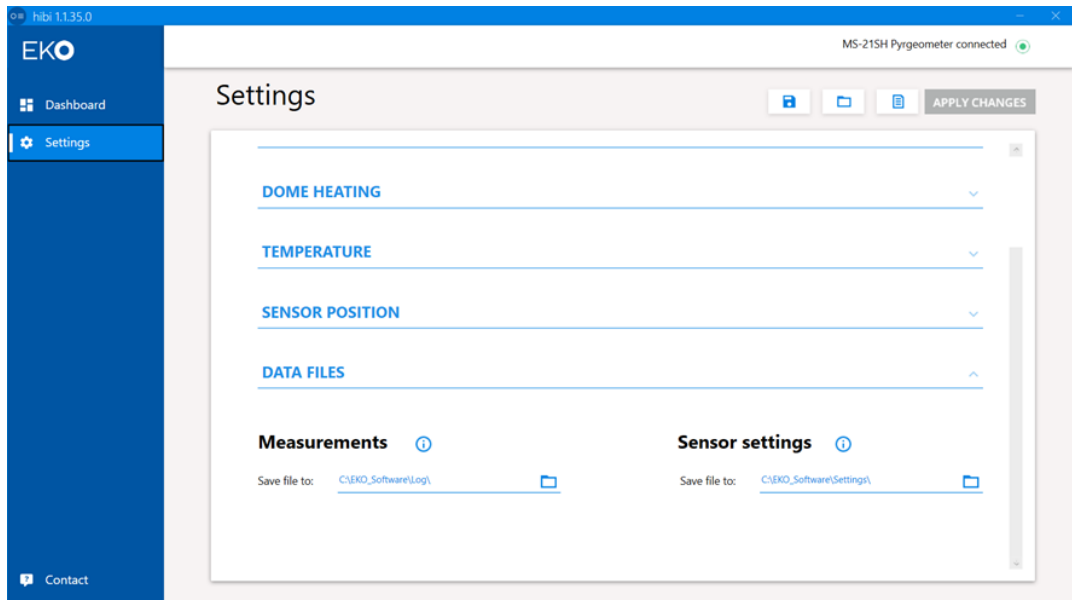 hibi 1.1.35.0
EKO
MS-21SH Pyrgeometer connected
Dashboard
Settings
Settings
APPLY CHANGES
DOME HEATING
TEMPERATURE
SENSOR POSITION
DATA FILES
Measurements
Sensor settings
Save file to: C:\EKO_Software\Log\
Save file to: C:\EKO_Software\Settings\
Contact